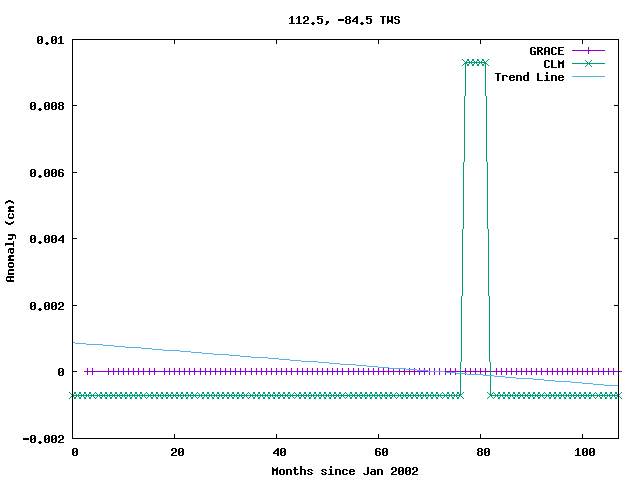 112.5, -84.5 TWS
0.01
GRACE
CLM
Trend Line
0.008
0.006
0.004
0.002
0
-0.002
Anomaly (cm)
0 20 40 60 80 100
Months since Jan 2002